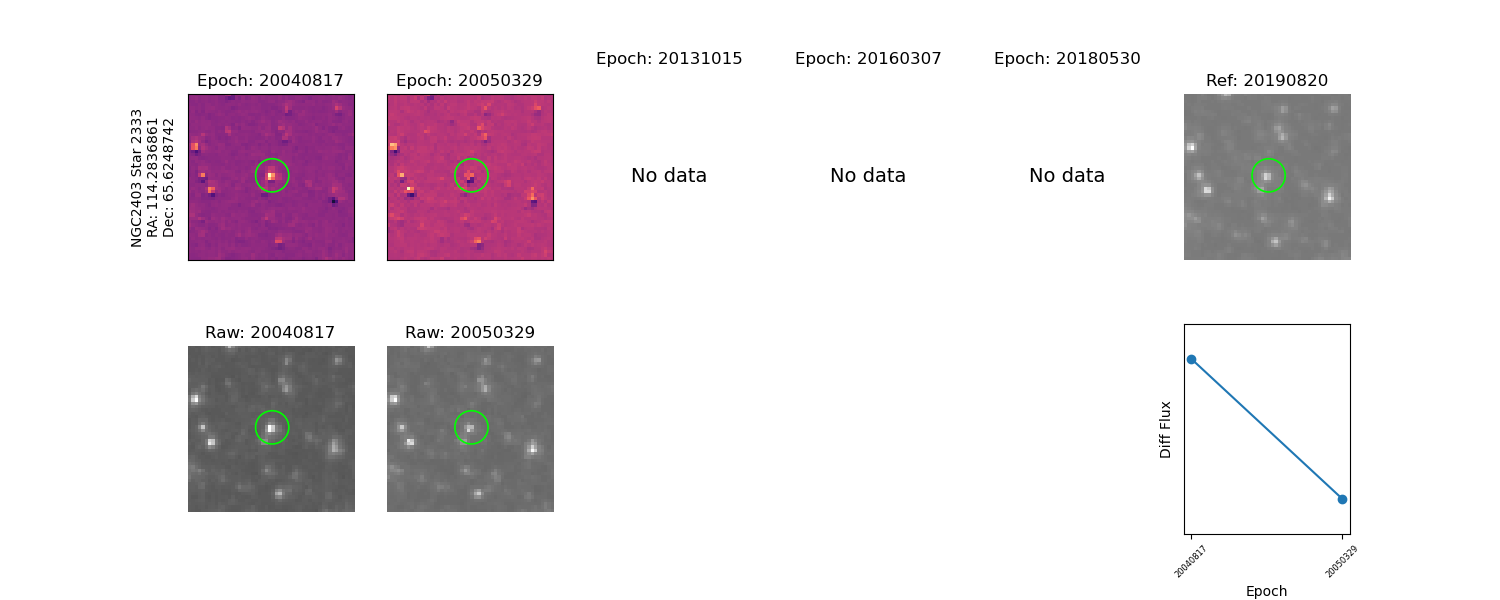 Epoch: 20040817
Epoch: 20050329
Epoch: 20131015
Epoch: 20160307
Epoch: 20180530
Ref: 20190820
NGC2403 Star 2333
RA: 114.2836861
Dec: 65.6248742
No data
No data
No data
Raw: 20040817
Raw: 20050329
Diff Flux
20040817
20050329
Epoch